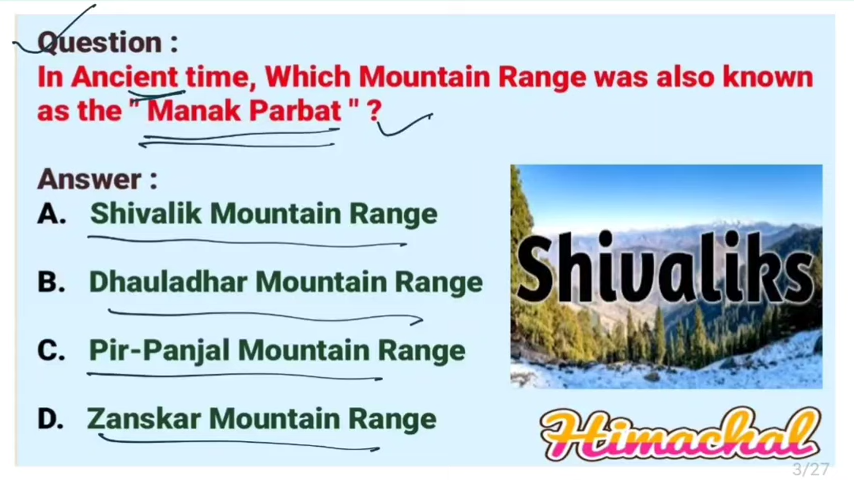 Question :
In Ancient time, Which Mountain Range was also known
as the " Manak Parbat " ?
Answer :
A. Shivalik Mountain Range
B. Dhauladhar Mountain Range
C. Pir-Panjal Mountain Range
D. Zanskar Mountain Range
Shivaliks
Himachal
3/27